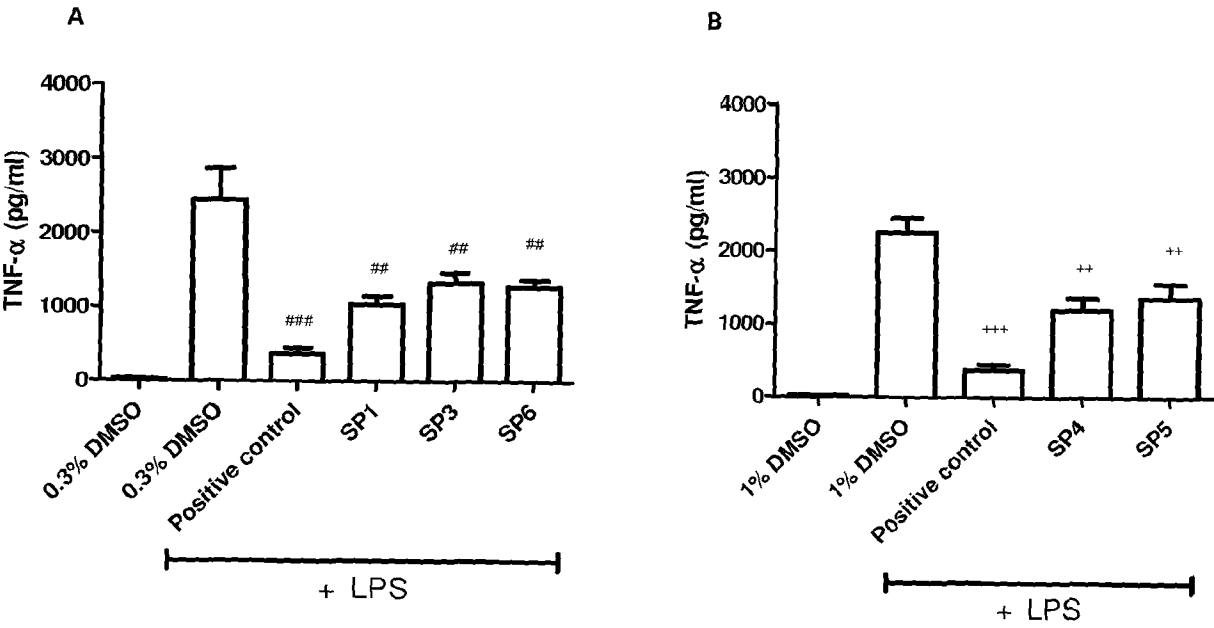 A
TNF-α (pg/ml)
4000
3000
2000
1000
0
###
##
##
##
0.3% DMSO
0.3% DMSO
Positive control
SP1
SP3
SP6
+ LPS
B
TNF-α (pg/ml)
4000
3000
2000
1000
0
+++
++
++
1% DMSO
1% DMSO
Positive control
SP4
SP5
+ LPS